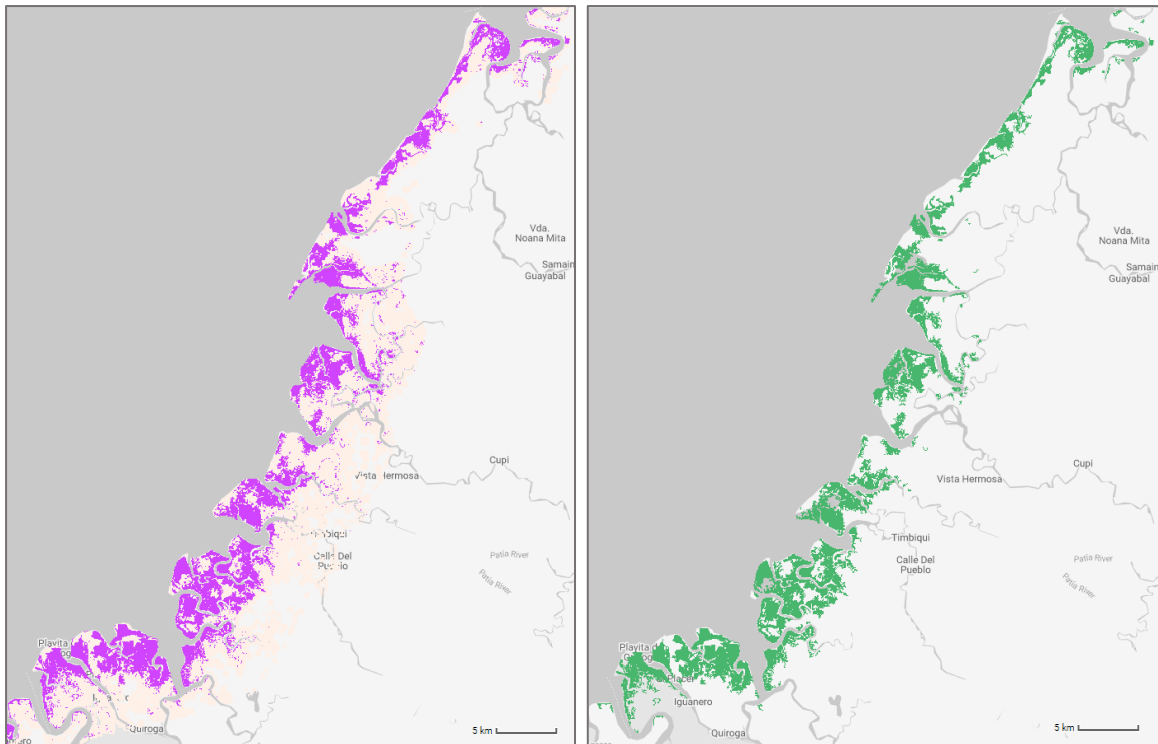 Vda.
Noana Mita
Samain
Guayabal
Cupi
Vista Hermosa
Timbiqui
Calle Del
Pueblo
Patia River
Patia River
Playita
Quiroga
5 km
Vda.
Noana Mita
Samain
Guayabal
Cupi
Vista Hermosa
Timbiqui
Calle Del
Pueblo
Patia River
Patia River
Playita d
El Placer
Iguanero
Quiroga
5 km